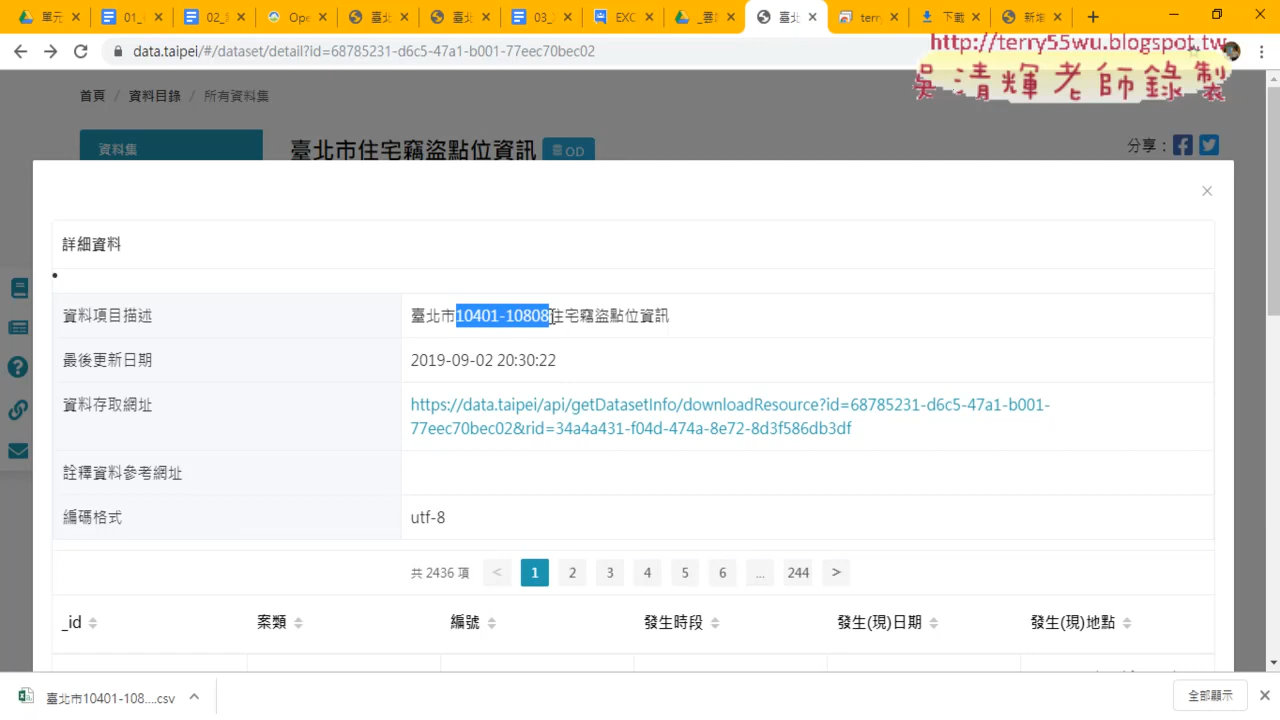 單元
01_
02_
Ope
臺北
臺北
03_
EXC
_雲
臺北
terr
下載
新增
data.taipei/#/dataset/detail?id=68785231-d6c5-47a1-b001-77eec70bec02
http://terry55wu.blogspot.tw
吳清輝老師錄製
首頁 / 資料目錄 / 所有資料集
資料集
臺北市住宅竊盜點位資訊
OD
分享：
詳細資料
資料項目描述 臺北市10401-10808住宅竊盜點位資訊
最後更新日期 2019-09-02 20:30:22
資料存取網址 https://data.taipei/api/getDatasetInfo/downloadResource?id=68785231-d6c5-47a1-b001-
77eec70bec02&rid=34a4a431-f04d-474a-8e72-8d3f586db3df
詮釋資料參考網址
編碼格式 utf-8
共 2436 項 < 1 2 3 4 5 6 ... 244 >
_id 案類 編號 發生時段 發生(現)日期 發生(現)地點
臺北市10401-108....csv
全部顯示